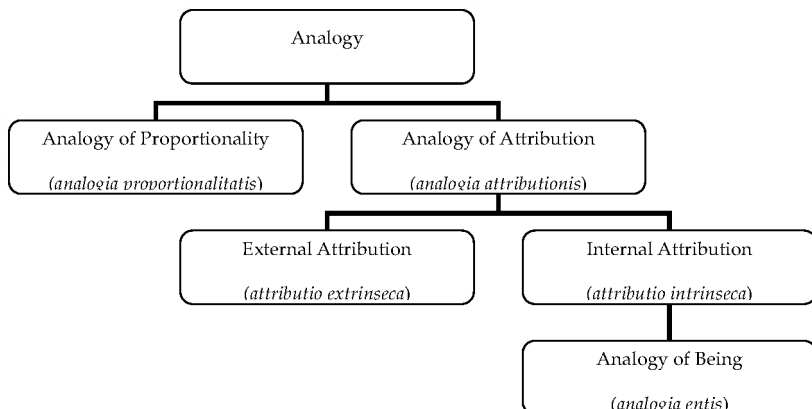 Analogy
Analogy of Proportionality
(analogia proportionalitatis)
Analogy of Attribution
(analogia attributionis)
External Attribution
(attributio extrinseca)
Internal Attribution
(attributio intrinseca)
Analogy of Being
(analogia entis)